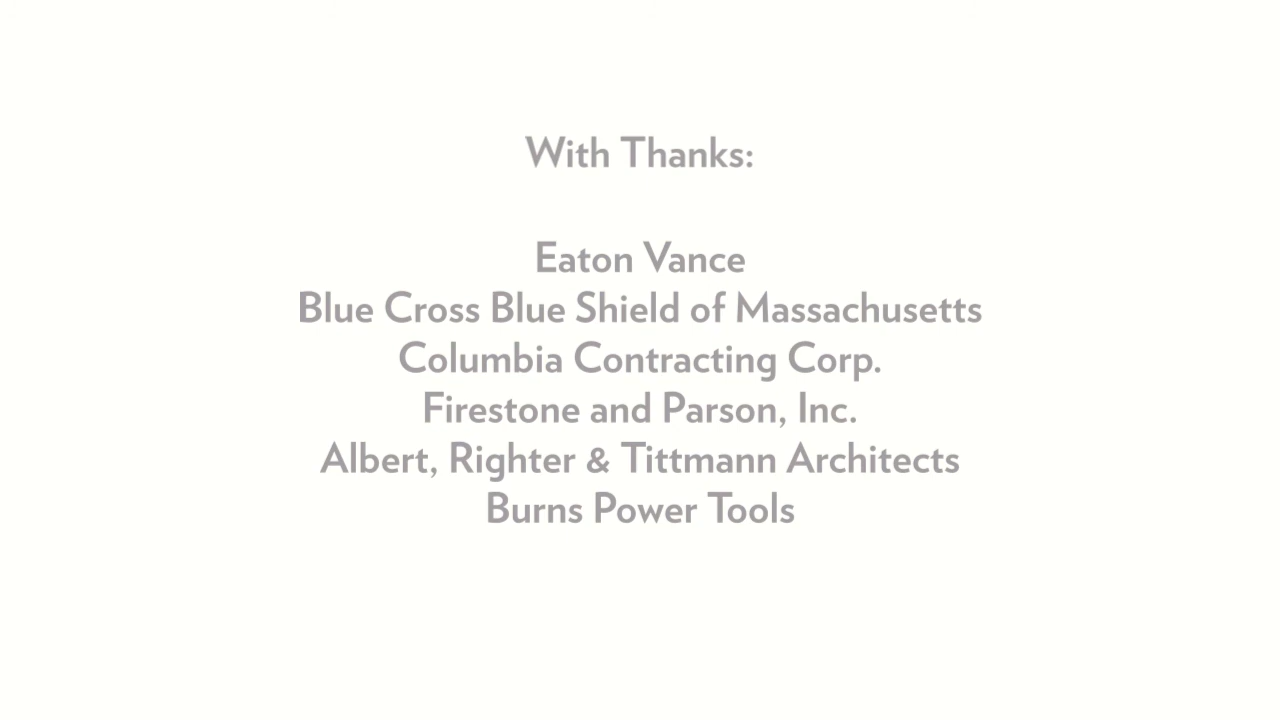 With Thanks:
Eaton Vance
Blue Cross Blue Shield of Massachusetts
Columbia Contracting Corp.
Firestone and Parson, Inc.
Albert, Righter & Tittmann Architects
Burns Power Tools